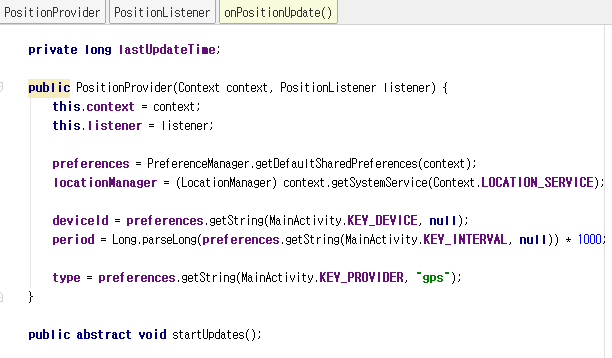 PositionProvider PositionListener onPositionUpdate()
private long lastUpdateTime;
public PositionProvider(Context context, PositionListener listener) {
this.context = context;
this.listener = listener;
preferences = PreferenceManager.getDefaultSharedPreferences(context);
locationManager = (LocationManager) context.getSystemService(Context.LOCATION_SERVICE);
deviceId = preferences.getString(MainActivity.KEY_DEVICE, null);
period = Long.parseLong(preferences.getString(MainActivity.KEY_INTERVAL, null)) * 1000;
type = preferences.getString(MainActivity.KEY_PROVIDER, "gps");
}
public abstract void startUpdates();